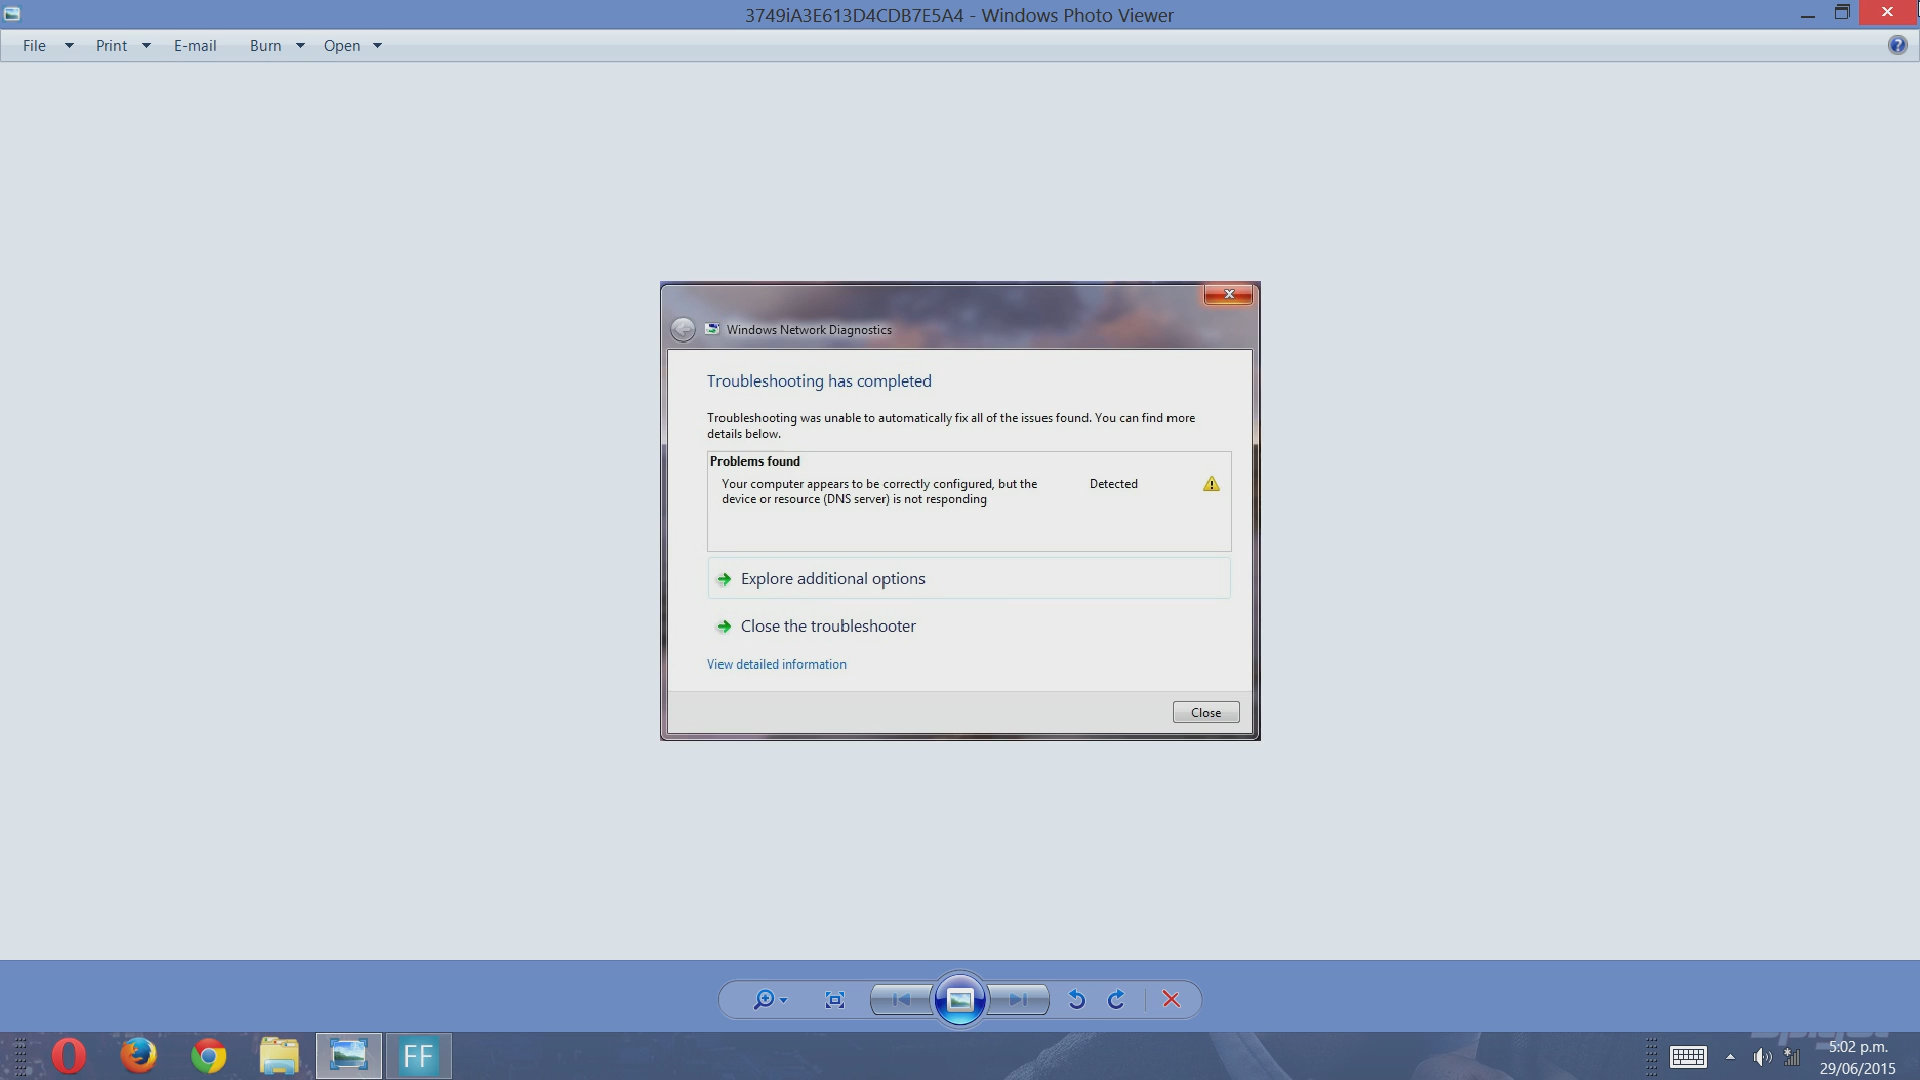 3749iA3E613D4CDB7E5A4 - Windows Photo Viewer
File Print E-mail Burn Open
Windows Network Diagnostics
Troubleshooting has completed
Troubleshooting was unable to automatically fix all of the issues found. You can find more
details below.
Problems found
Your computer appears to be correctly configured, but the Detected
device or resource (DNS server) is not responding
Explore additional options
Close the troubleshooter
View detailed information
Close
FF
5:02 p.m.
29/06/2015